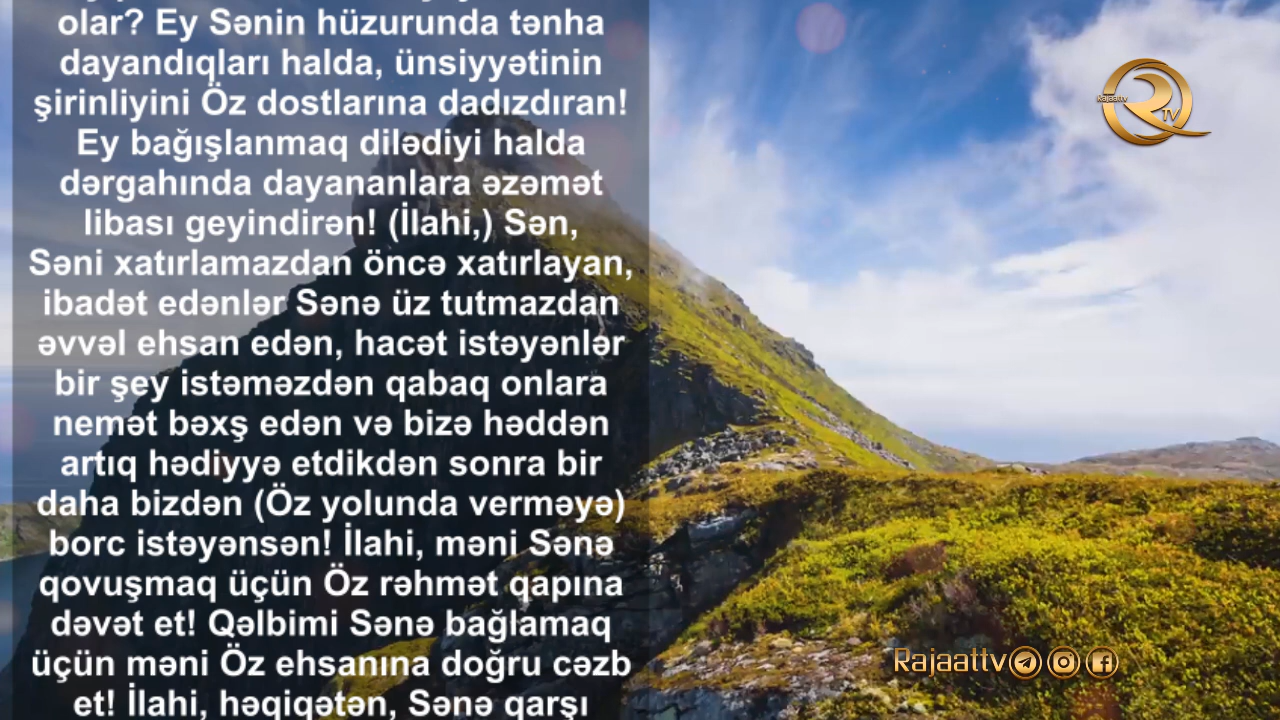 olar? Ey Sənin hüzurunda tənha
dayandıqları halda, ünsiyyətinin
şirinliyini Öz dostlarına dadızdıran!
Ey bağışlanmaq dilədiyi halda
dərgahında dayananlara əzəmət
libası geyindirən! (İlahi,) Sən,
Səni xatırlamazdan öncə xatırlayan,
ibadət edənlər Sənə üz tutmazdan
əvvəl ehsan edən, hacət istəyənlər
bir şey istəməzdən qabaq onlara
nemət bəxş edən və bizə həddən
artıq hədiyyə etdikdən sonra bir
daha bizdən (Öz yolunda verməyə)
borc istəyənsən! İlahi, məni Sənə
qovuşmaq üçün Öz rəhmət qapına
dəvət et! Qəlbimi Sənə bağlamaq
üçün məni Öz ehsanına doğru cəzb
et! İlahi, həqiqətən, Sənə qarşı
Rajaattv
TV
Rajaattv